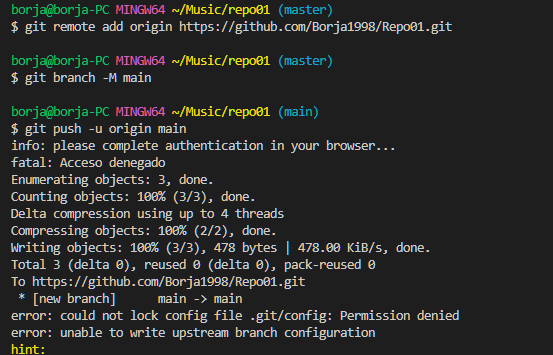 borja@borja-PC MINGW64 ~/Music/repo01 (master)
$ git remote add origin https://github.com/Borja1998/Repo01.git
borja@borja-PC MINGW64 ~/Music/repo01 (master)
$ git branch -M main
borja@borja-PC MINGW64 ~/Music/repo01 (main)
$ git push -u origin main
info: please complete authentication in your browser...
fatal: Acceso denegado
Enumerating objects: 3, done.
Counting objects: 100% (3/3), done.
Delta compression using up to 4 threads
Compressing objects: 100% (2/2), done.
Writing objects: 100% (3/3), 478 bytes | 478.00 KiB/s, done.
Total 3 (delta 0), reused 0 (delta 0), pack-reused 0
To https://github.com/Borja1998/Repo01.git
 * [new branch]      main -> main
error: could not lock config file .git/config: Permission denied
error: unable to write upstream branch configuration
hint: